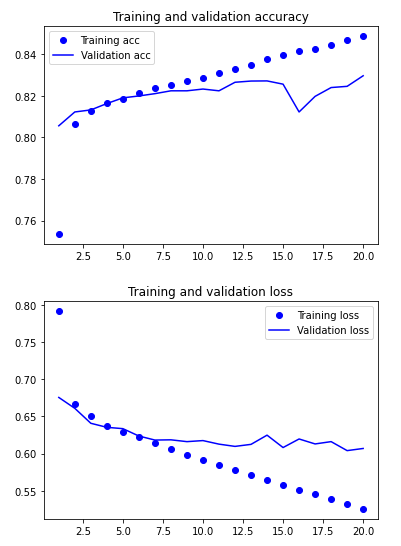 Training and validation accuracy
Training acc
Validation acc
0.84
0.82
0.80
0.78
0.76
2.5 5.0 7.5 10.0 12.5 15.0 17.5 20.0
Training and validation loss
Training loss
Validation loss
0.80
0.75
0.70
0.65
0.60
0.55
2.5 5.0 7.5 10.0 12.5 15.0 17.5 20.0